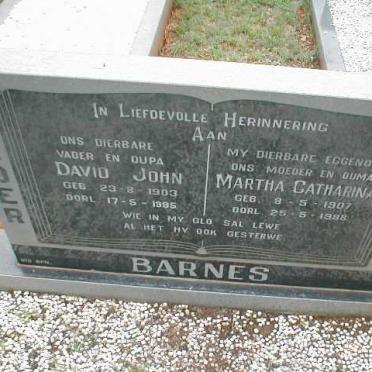 IN LIEFDEVOLLE HERINNERING
AAN
ONS DIERBARE
VADER EN OUPA
DAVID JOHN
GEB. 23-8-1903
OORL. 17-5-1995
MY DIERBARE EGGENO
ONS MOEDER EN OUMA
MARTHA CATHARINA
GEB. 8-5-1907
OORL. 25-5-1988
WIE IN MY GLO SAL LEWE
AL HET HY OOK GESTERWE
BARNES
DER